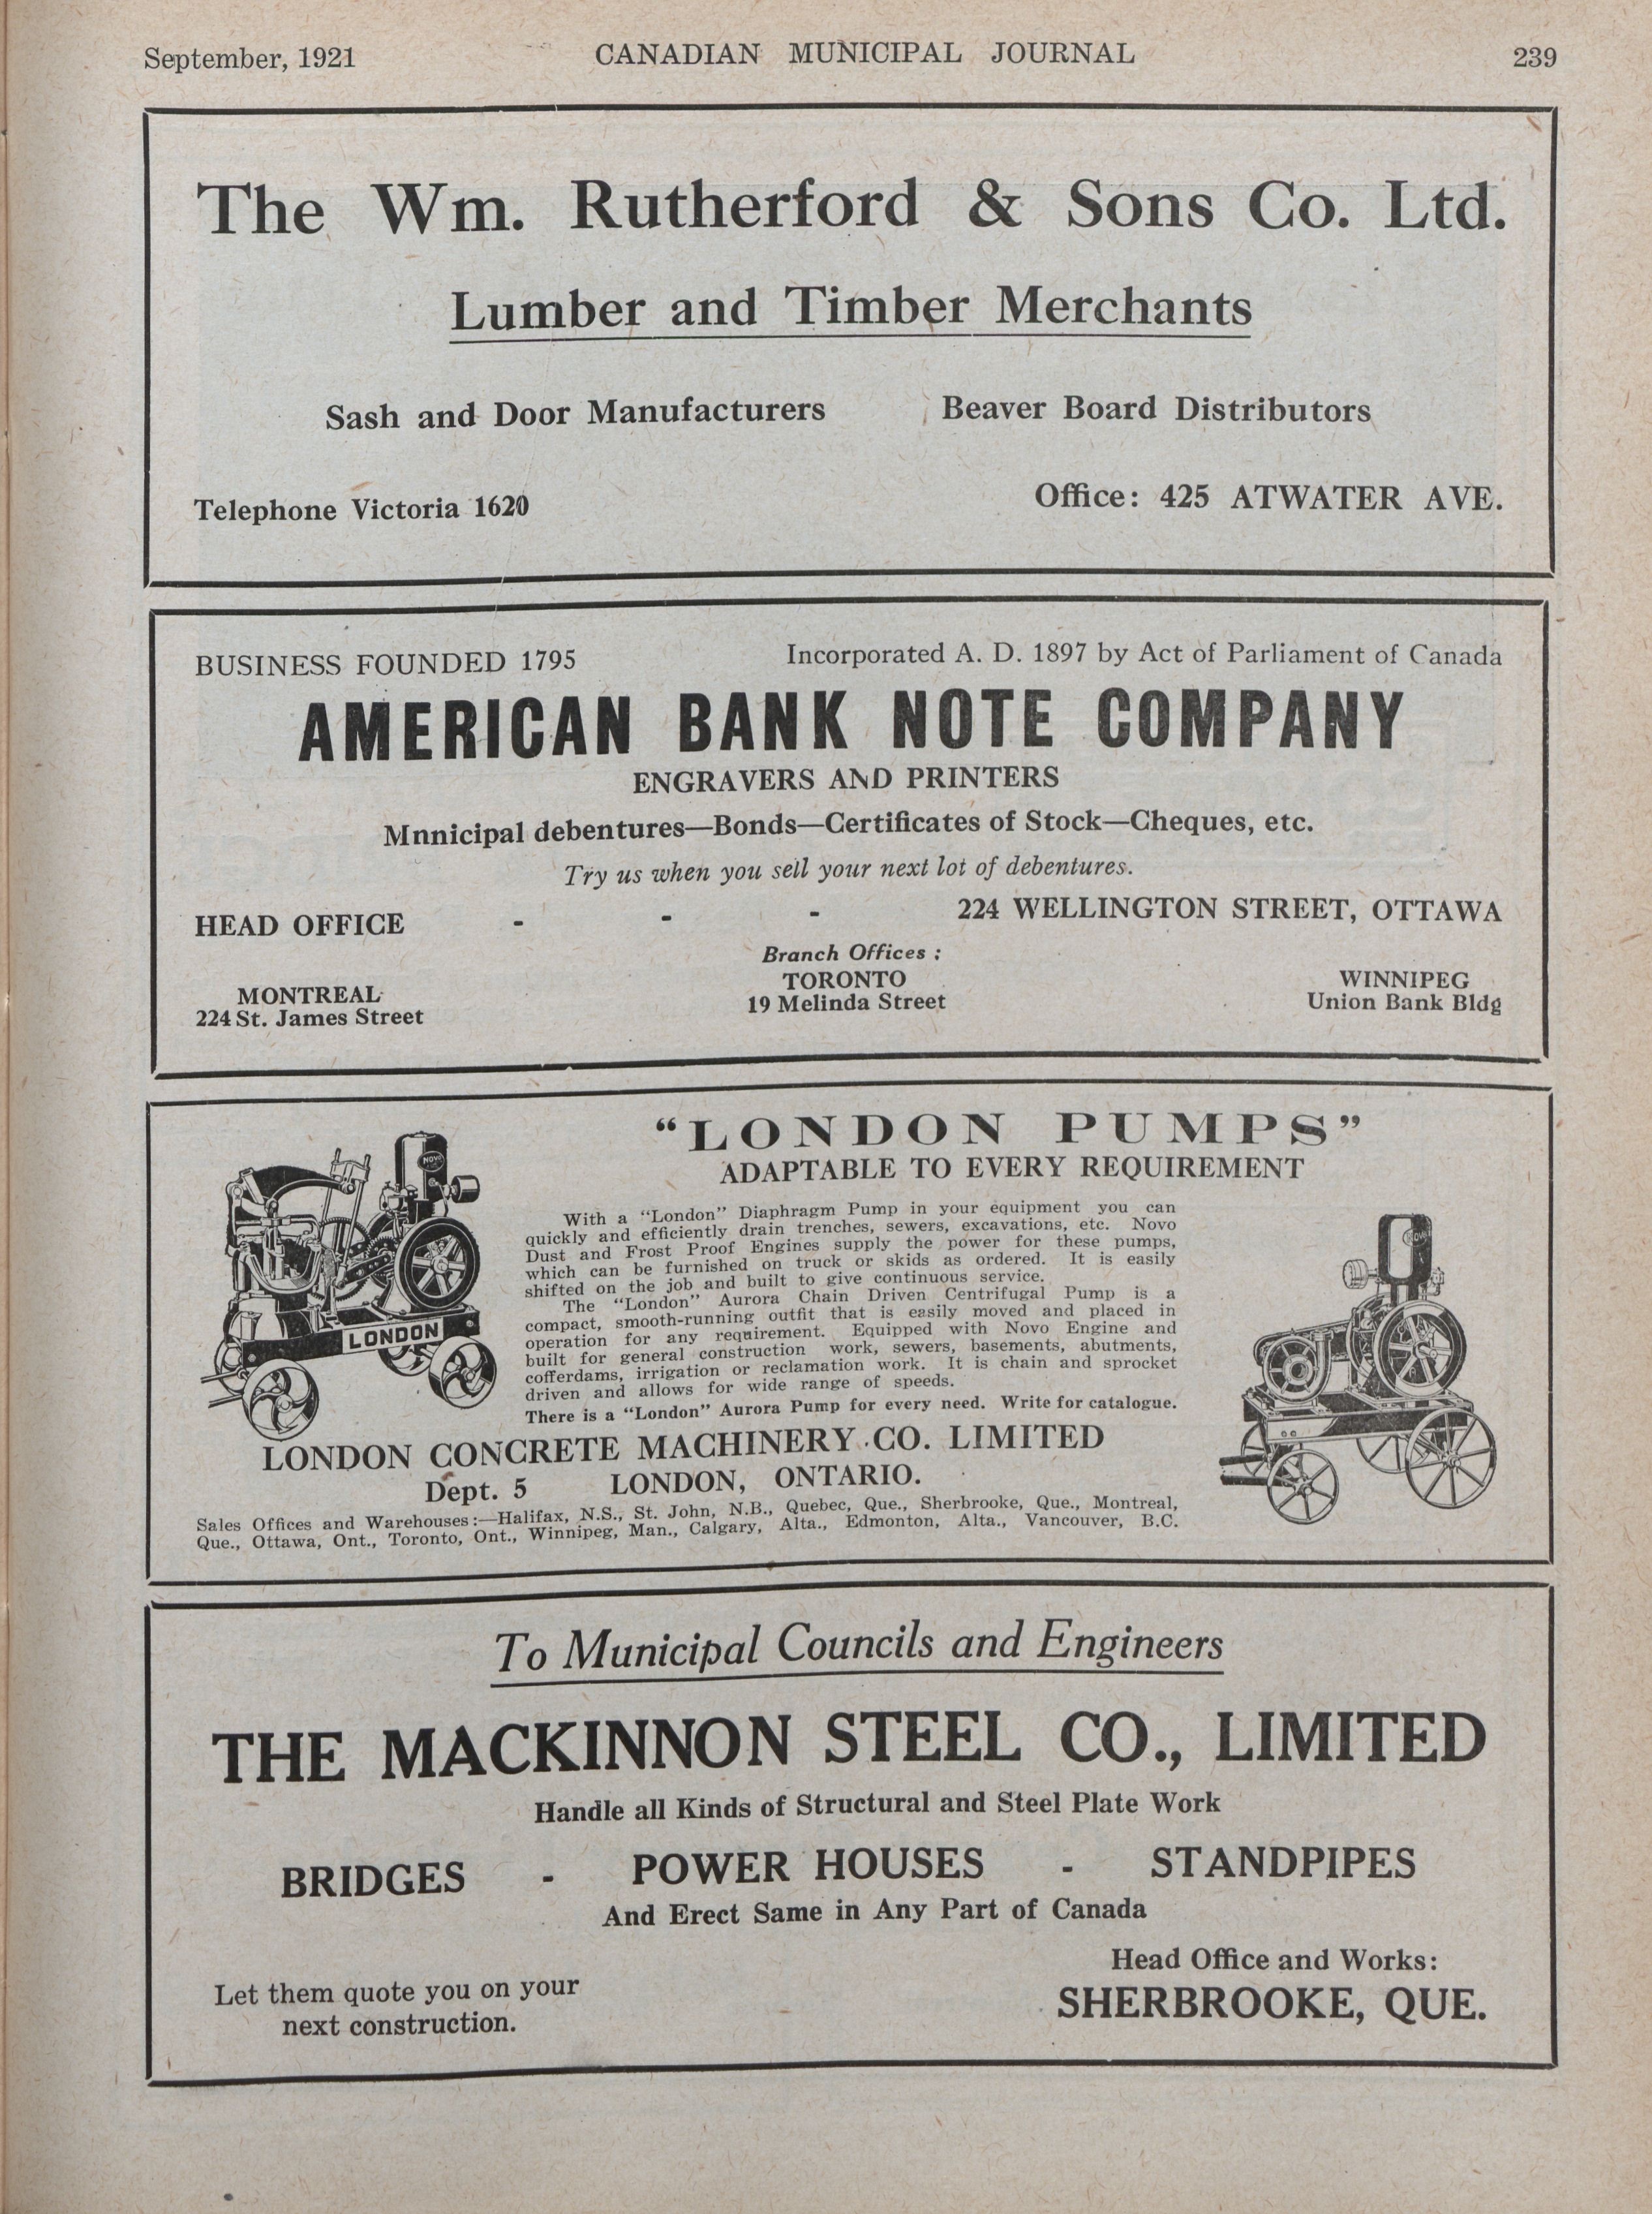 September, 1921 CANADIAN MUNICIPAL JOURNAL 239
The Wm. Rutherford & Sons Co. Ltd.
Lumber and Timber Merchants
Sash and Door Manufacturers Beaver Board Distributors
Telephone Victoria 1620 Office: 425 ATWATER AVE.
BUSINESS FOUNDED 1795 Incorporated A. D. 1897 by Act of Parliament of Canada
AMERICAN BANK NOTE COMPANY
ENGRAVERS AND PRINTERS
Mnnicipal debentures—Bonds—Certificates of Stock—Cheques, etc.
Try us when you sell your next lot of debentures.
HEAD OFFICE - - - 224 WELLINGTON STREET, OTTAWA
Branch Offices :
MONTREAL TORONTO WINNIPEG
224 St. James Street 19 Melinda Street Union Bank Bldg
"LONDON PUMPS"
ADAPTABLE TO EVERY REQUIREMENT
NOVO
LONDON
With a "London" Diaphragm Pump in your equipment you can
quickly and efficiently drain trenches, sewers, excavations, etc. Novo
Dust and Frost Proof Engines supply the power for these pumps,
which can be furnished on truck or skids as ordered. It is easily
shifted on the job and built to give continuous service.
The "London" Aurora Chain Driven Centrifugal Pump is a
compact, smooth-running outfit that is easily moved and placed in
operation for any requirement. Equipped with Novo Engine and
built for general construction work, sewers, basements, abutments,
cofferdams, irrigation or reclamation work. It is chain and sprocket
driven and allows for wide range of speeds.
There is a "London" Aurora Pump for every need. Write for catalogue.
NOVO
LONDON CONCRETE MACHINERY CO. LIMITED
Dept. 5 LONDON, ONTARIO.
Sales Offices and Warehouses:—Halifax, N.S., St. John, N.B., Quebec, Que., Sherbrooke, Que., Montreal,
Que., Ottawa, Ont., Toronto, Ont., Winnipeg, Man., Calgary, Alta., Edmonton, Alta., Vancouver, B.C.
To Municipal Councils and Engineers
THE MACKINNON STEEL CO., LIMITED
Handle all Kinds of Structural and Steel Plate Work
BRIDGES - POWER HOUSES - STANDPIPES
And Erect Same in Any Part of Canada
Let them quote you on your
next construction.
Head Office and Works:
SHERBROOKE, QUE.